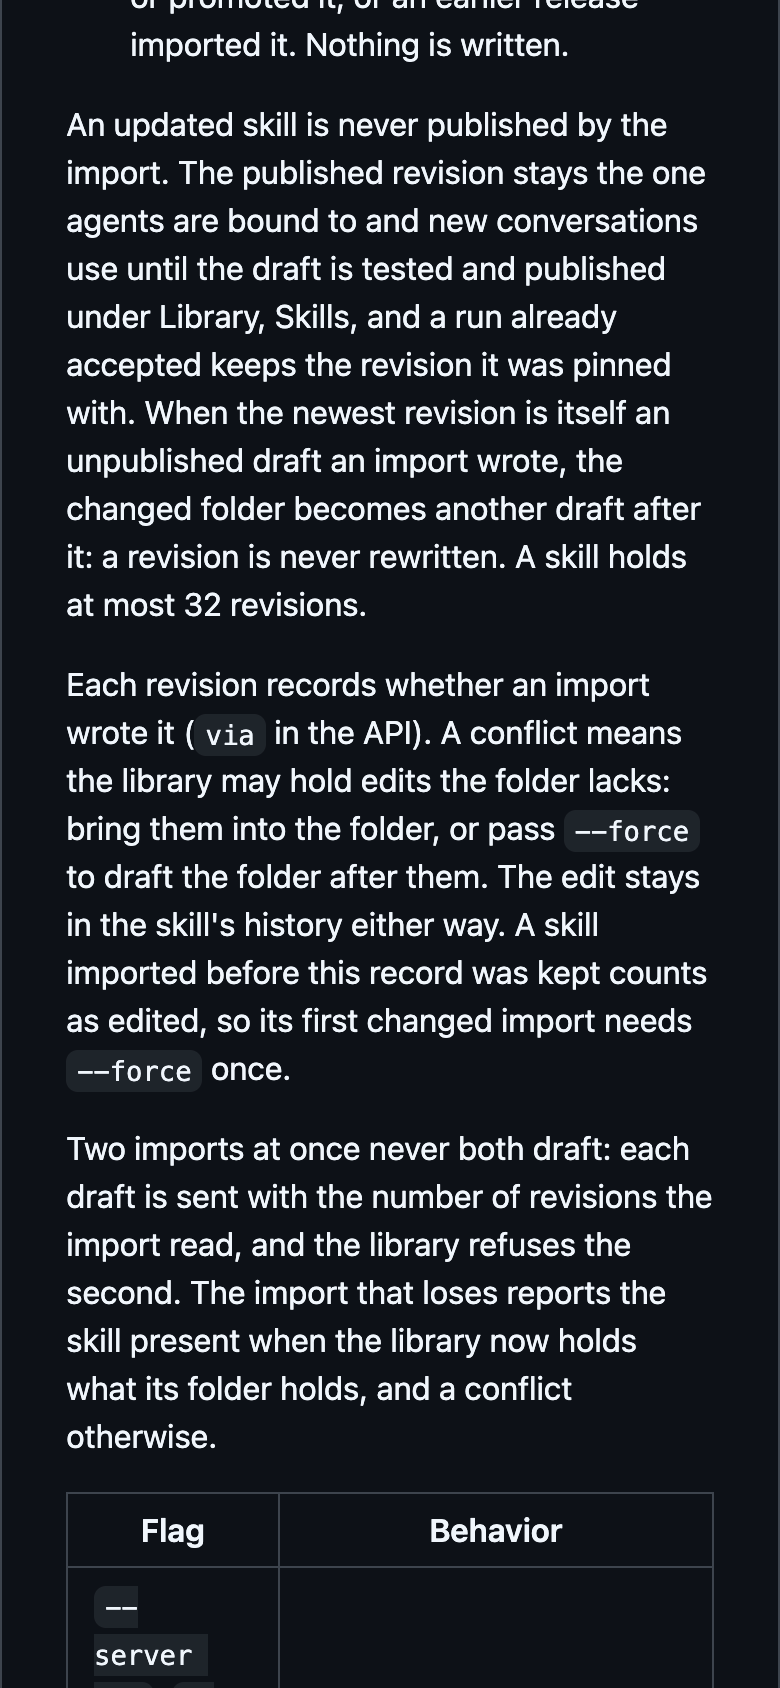 or promoted it, or an earlier release
imported it. Nothing is written.
An updated skill is never published by the
import. The published revision stays the one
agents are bound to and new conversations
use until the draft is tested and published
under Library, Skills, and a run already
accepted keeps the revision it was pinned
with. When the newest revision is itself an
unpublished draft an import wrote, the
changed folder becomes another draft after
it: a revision is never rewritten. A skill holds
at most 32 revisions.
Each revision records whether an import
wrote it (via in the API). A conflict means
the library may hold edits the folder lacks:
bring them into the folder, or pass --force
to draft the folder after them. The edit stays
in the skill's history either way. A skill
imported before this record was kept counts
as edited, so its first changed import needs
--force once.
Two imports at once never both draft: each
draft is sent with the number of revisions the
import read, and the library refuses the
second. The import that loses reports the
skill present when the library now holds
what its folder holds, and a conflict
otherwise.
Flag Behavior
--
server